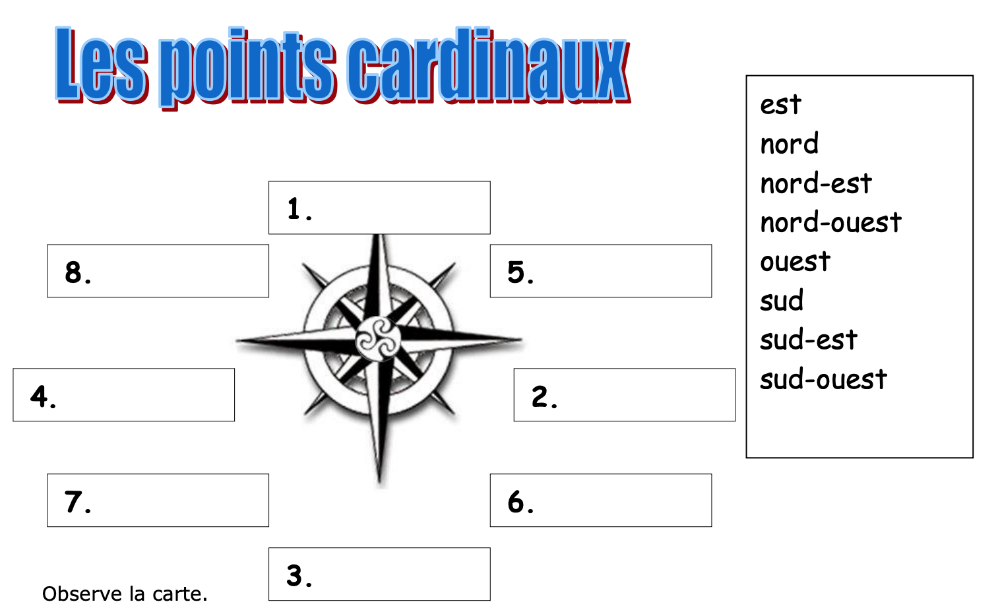 Les points cardinaux
est
nord
nord-est
nord-ouest
ouest
sud
sud-est
sud-ouest
1.
8.
5.
4.
2.
7.
6.
3.
Observe la carte.